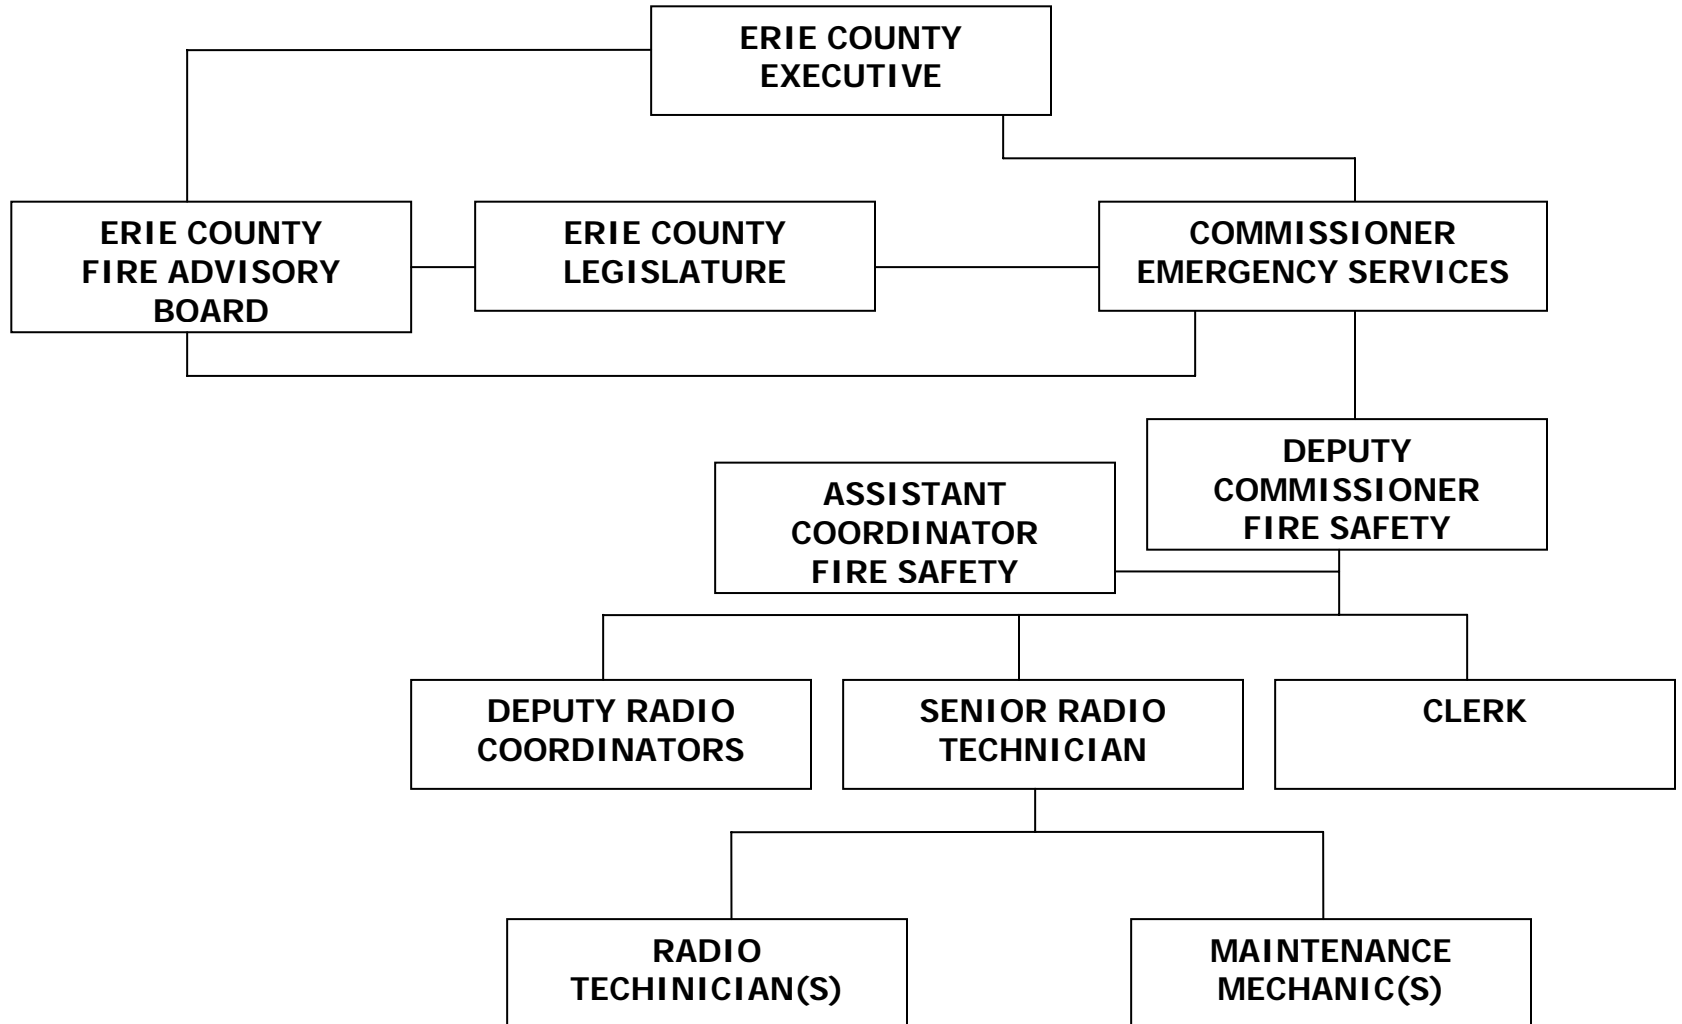 ERIE COUNTY
EXECUTIVE
ERIE COUNTY
FIRE ADVISORY
BOARD
ERIE COUNTY
LEGISLATURE
COMMISSIONER
EMERGENCY SERVICES
DEPUTY
COMMISSIONER
FIRE SAFETY
ASSISTANT
COORDINATOR
FIRE SAFETY
DEPUTY RADIO
COORDINATORS
SENIOR RADIO
TECHNICIAN
CLERK
RADIO
TECHINICIAN(S)
MAINTENANCE
MECHANIC(S)